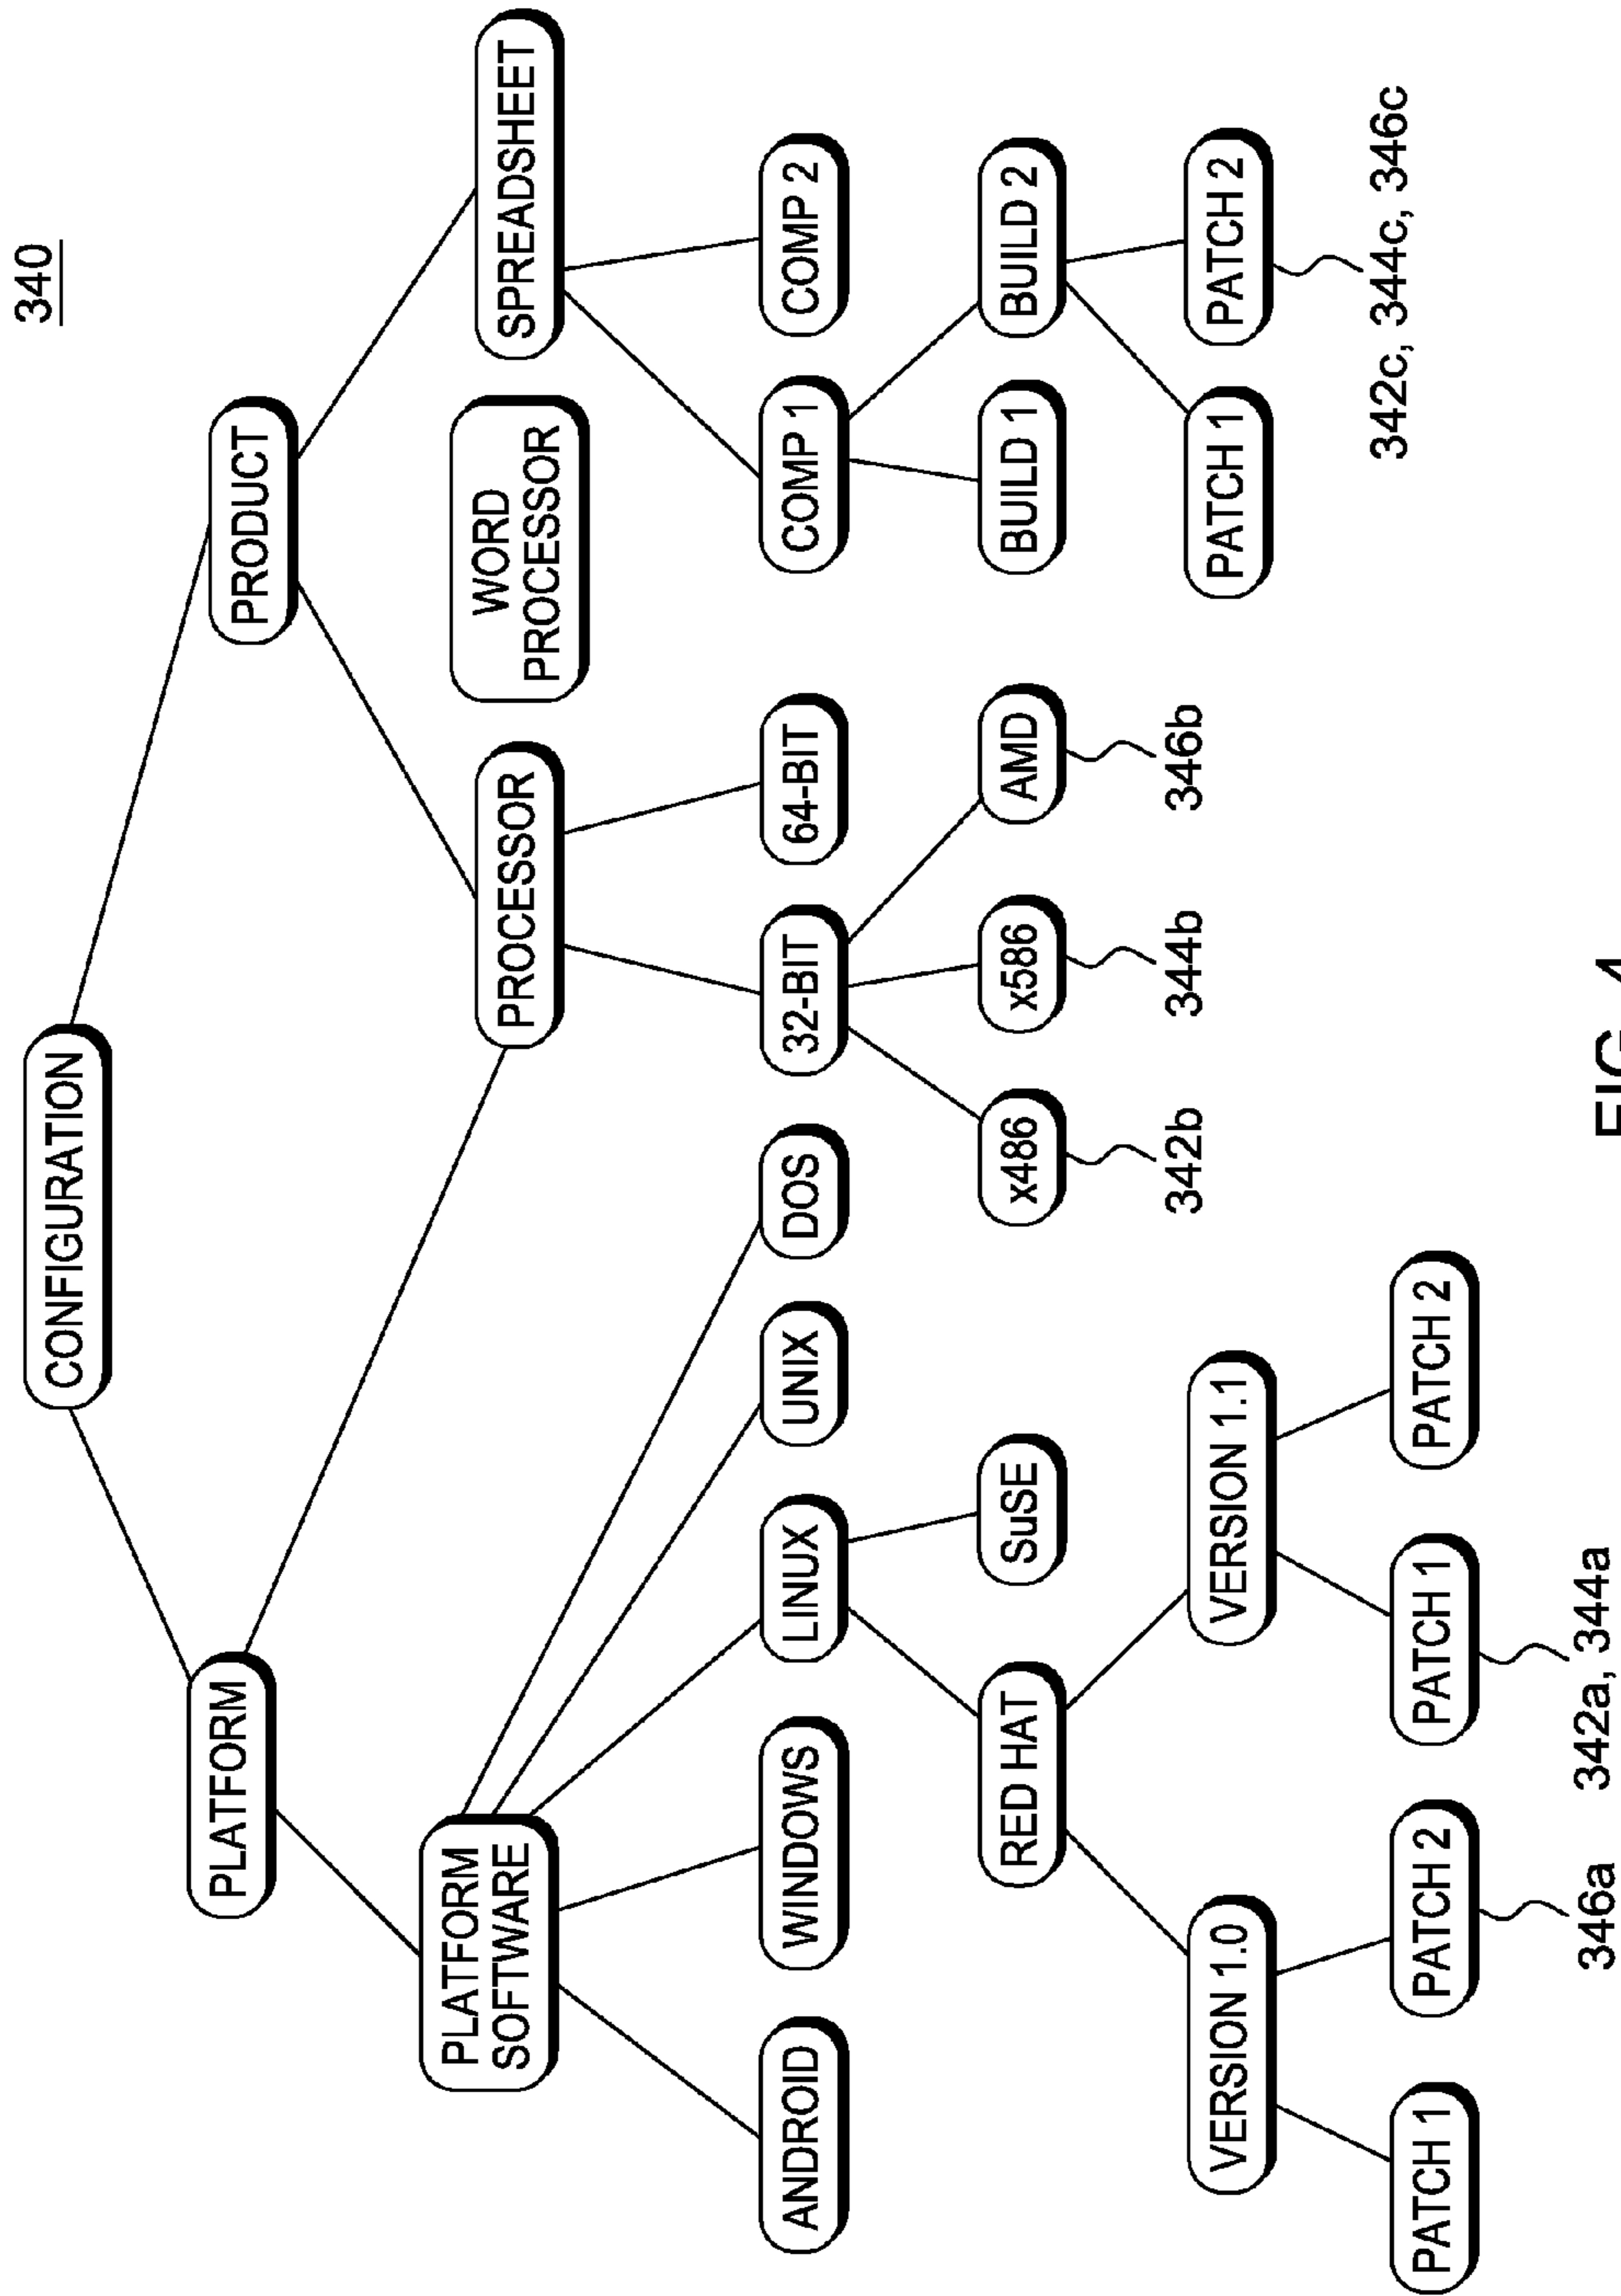 340
CONFIGURATION
PLATFORM
PRODUCT
PLATFORM
SOFTWARE
PROCESSOR
WORD
PROCESSOR
SPREADSHEET
ANDROID
WINDOWS
LINUX
UNIX
DOS
32-BIT
64-BIT
COMP 1
COMP 2
RED HAT
SuSE
x486
x586
AMD
BUILD 1
BUILD 2
342b
344b
346b
VERSION 1.0
VERSION 1.1
PATCH 1
PATCH 2
342c, 344c, 346c
PATCH 1
PATCH 2
PATCH 1
PATCH 2
346a
342a, 344a
FIG. 4